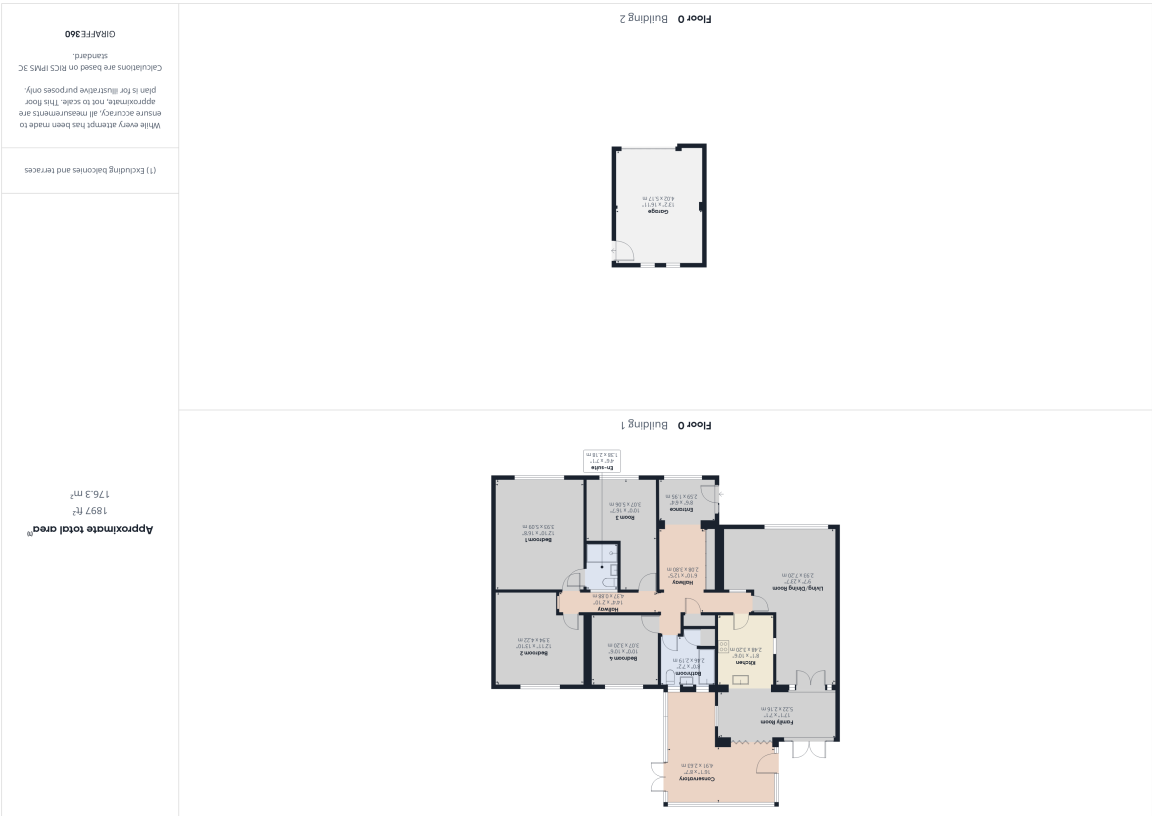 Conservatory
16'1" x 8'7"
4.91 x 2.63 m
Family Room
17'1" x 7'1"
5.22 x 2.16 m
Kitchen
8'1" x 10'6"
2.48 x 3.20 m
Bathroom
8'0" x 7'2"
2.46 x 2.19 m
Bedroom 4
10'0" x 10'6"
3.07 x 3.20 m
Bedroom 2
12'11" x 13'10"
3.94 x 4.22 m
Living/Dining Room
9'7" x 23'7"
2.93 x 7.20 m
Hallway
14'4" x 2'10"
4.37 x 0.88 m
Hallway
6'10" x 12'5"
2.08 x 3.80 m
Bedroom1
12'10" x 16'8"
3.93 x 5.09 m
Room 3
10'0" x 16'7"
3.07 x 5.06 m
Entrance
8'6" x 6'4"
2.59 x 1.95 m
En-suite
4'6" x 7'1"
1.38 x 2.18 m
Floor 0 Building 1
Garage
13'2" x 16'11"
4.02 x 5.17 m
Floor 0 Building 2
Approximate total area(1)
1897 ft²
176.3 m²
(1) Excluding balconies and terraces
While every attempt has been made to
ensure accuracy, all measurements are
approximate, not to scale. This floor
plan is for illustrative purposes only.
Calculations are based on RICS IPMS 3C
standard.
GIRAFFE360